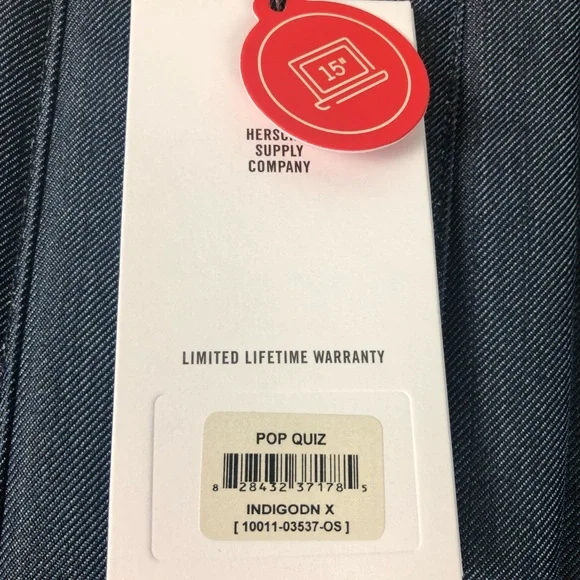 15"
SUPPLY
COMPANY
LIMITED LIFETIME WARRANTY
POP QUIZ
8 28432 37178 5
INDIGODN X
[ 10011-03537-OS ]